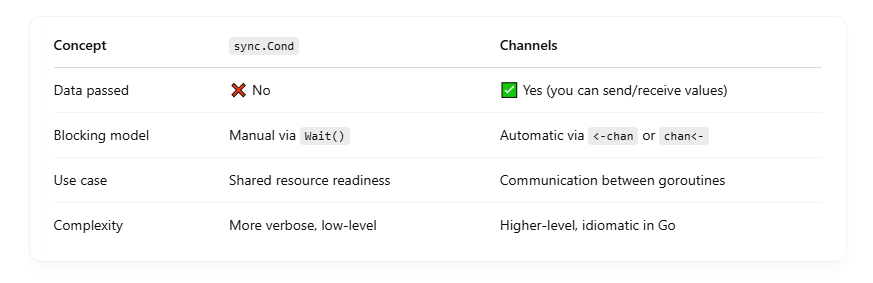 Concept sync.Cond Channels
Data passed ❌ No ✅ Yes (you can send/receive values)
Blocking model Manual via Wait() Automatic via <-chan or chan<-
Use case Shared resource readiness Communication between goroutines
Complexity More verbose, low-level Higher-level, idiomatic in Go